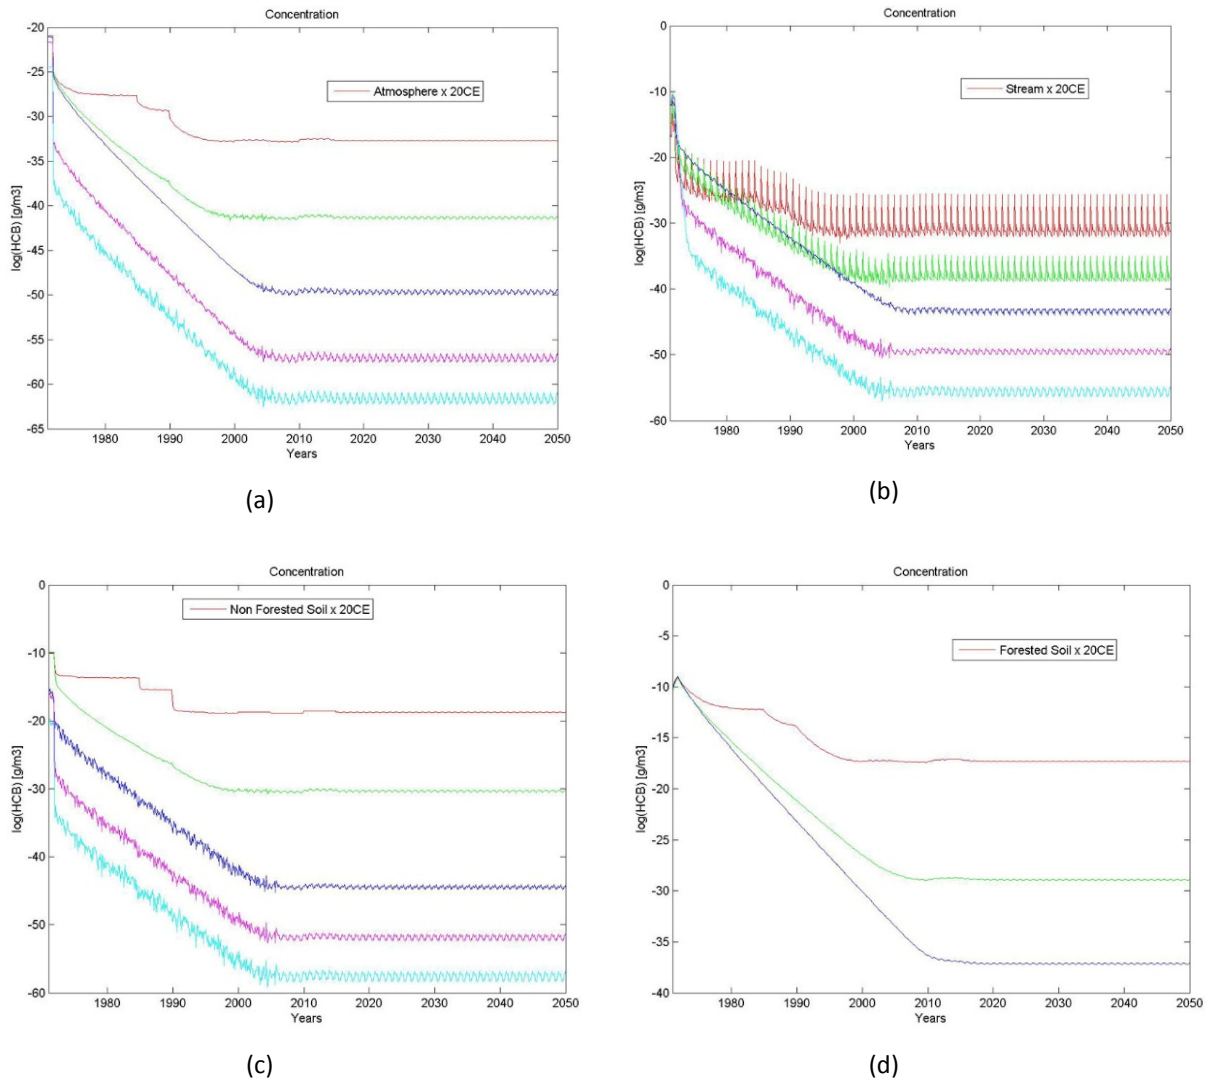 Concentration
-20
-25
-30
-35
-40
-45
-50
-55
-60
-65
log(HCB) [g/m3]
Atmosphere x 20CE
1980 1990 2000 2010 2020 2030 2040 2050
Years
(a)
Concentration
0
-10
-20
-30
-40
-50
-60
log(HCB) [g/m3]
Stream x 20CE
1980 1990 2000 2010 2020 2030 2040 2050
Years
(b)
Concentration
0
-10
-20
-30
-40
-50
-60
log(HCB) [g/m3]
Non Forested Soil x 20CE
1980 1990 2000 2010 2020 2030 2040 2050
Years
(c)
Concentration
0
-5
-10
-15
-20
-25
-30
-35
-40
log(HCB) [g/m3]
Forested Soil x 20CE
1980 1990 2000 2010 2020 2030 2040 2050
Years
(d)